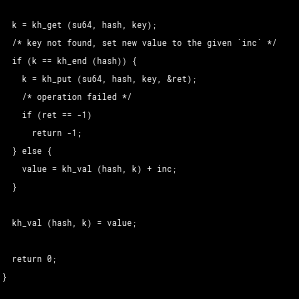 k = kh_get (su64, hash, key);
/* key not found, set new value to the given `inc` */
if (k == kh_end (hash)) {
k = kh_put (su64, hash, key, &ret);
/* operation failed */
if (ret == -1)
return -1;
} else {
value = kh_val (hash, k) + inc;
}
kh_val (hash, k) = value;
return 0;
}